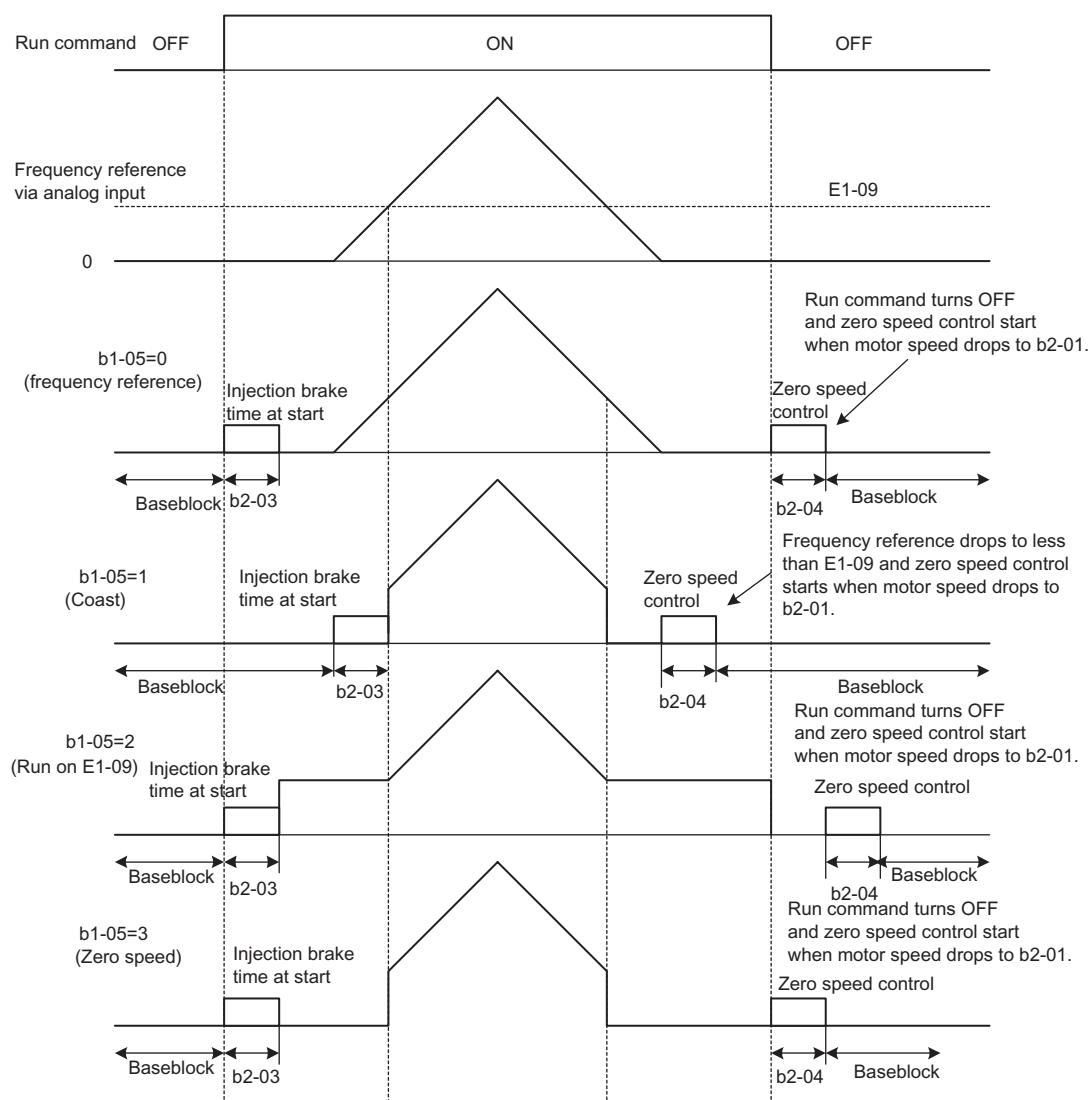 Run command OFF ON OFF
Frequency reference
via analog input
E1-09
0
b1-05=0
(frequency reference)
Injection brake
time at start
Zero speed
control
Run command turns OFF
and zero speed control start
when motor speed drops to b2-01.
Baseblock
b2-03
b2-04
Baseblock
b1-05=1
(Coast)
Injection brake
time at start
Zero speed
control
Frequency reference drops to less
than E1-09 and zero speed control
starts when motor speed drops to
b2-01.
Baseblock
b2-03
b2-04
Baseblock
b1-05=2
(Run on E1-09)
Injection brake
time at start
Run command turns OFF
and zero speed control start
when motor speed drops to b2-01.
Zero speed control
Baseblock
b2-03
b2-04
Baseblock
b1-05=3
(Zero speed)
Injection brake
time at start
Run command turns OFF
and zero speed control start
when motor speed drops to b2-01.
Zero speed control
Baseblock
b2-03
b2-04
Baseblock